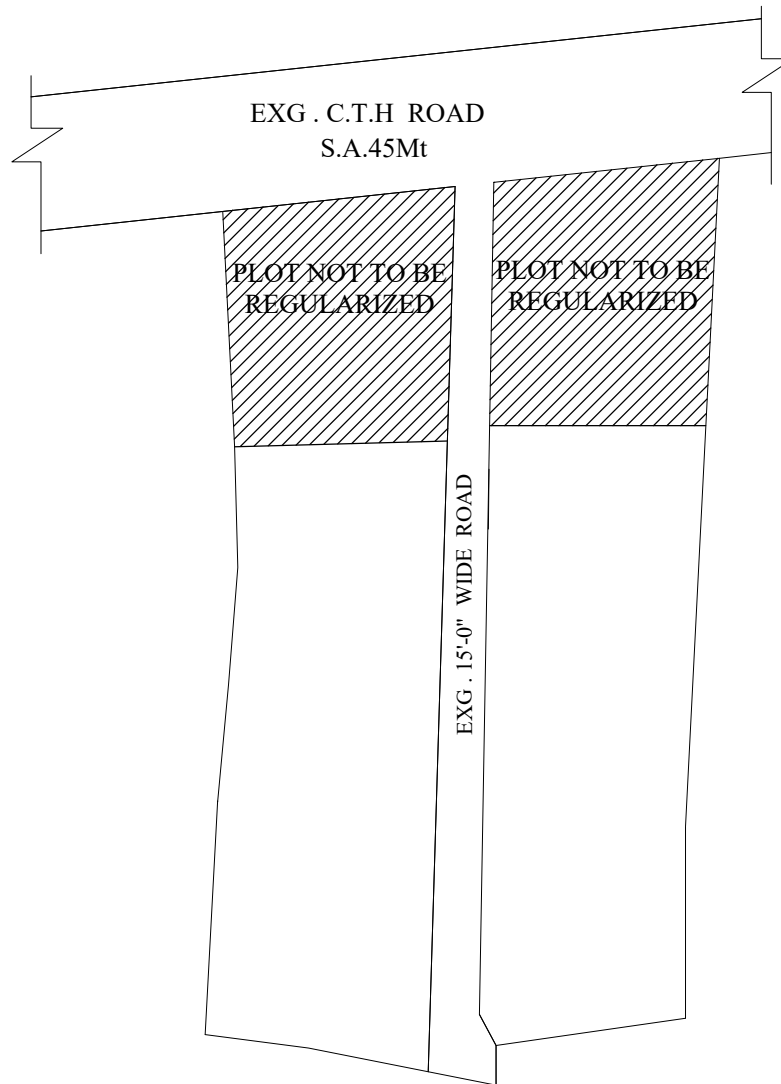 EXG . C.T.H ROAD
S.A.45Mt
PLOT NOT TO BE
REGULARIZED
PLOT NOT TO BE
REGULARIZED
EXG . 15'-0" WIDE ROAD